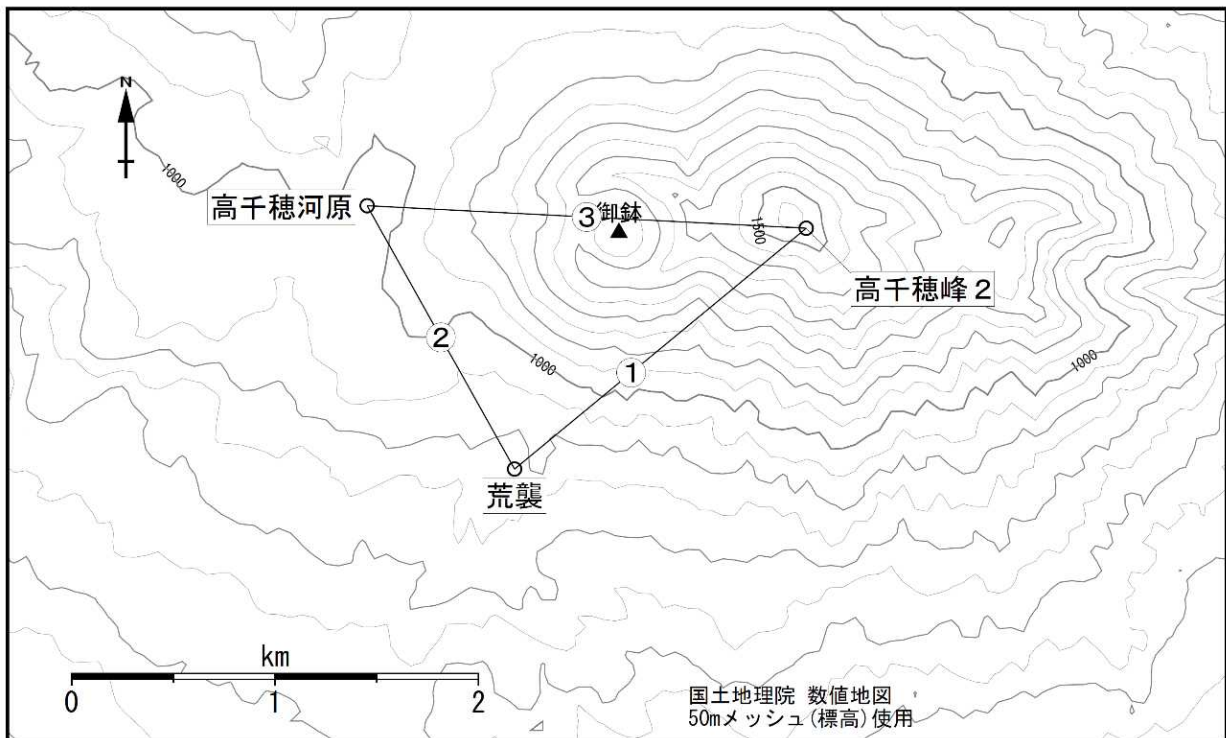 N
1000
高千穂河原
③
御鉢
1500
高千穂峰2
②
1000
①
1000
荒襲
km
0 1 2
国土地理院 数値地図
50mメッシュ(標高)使用